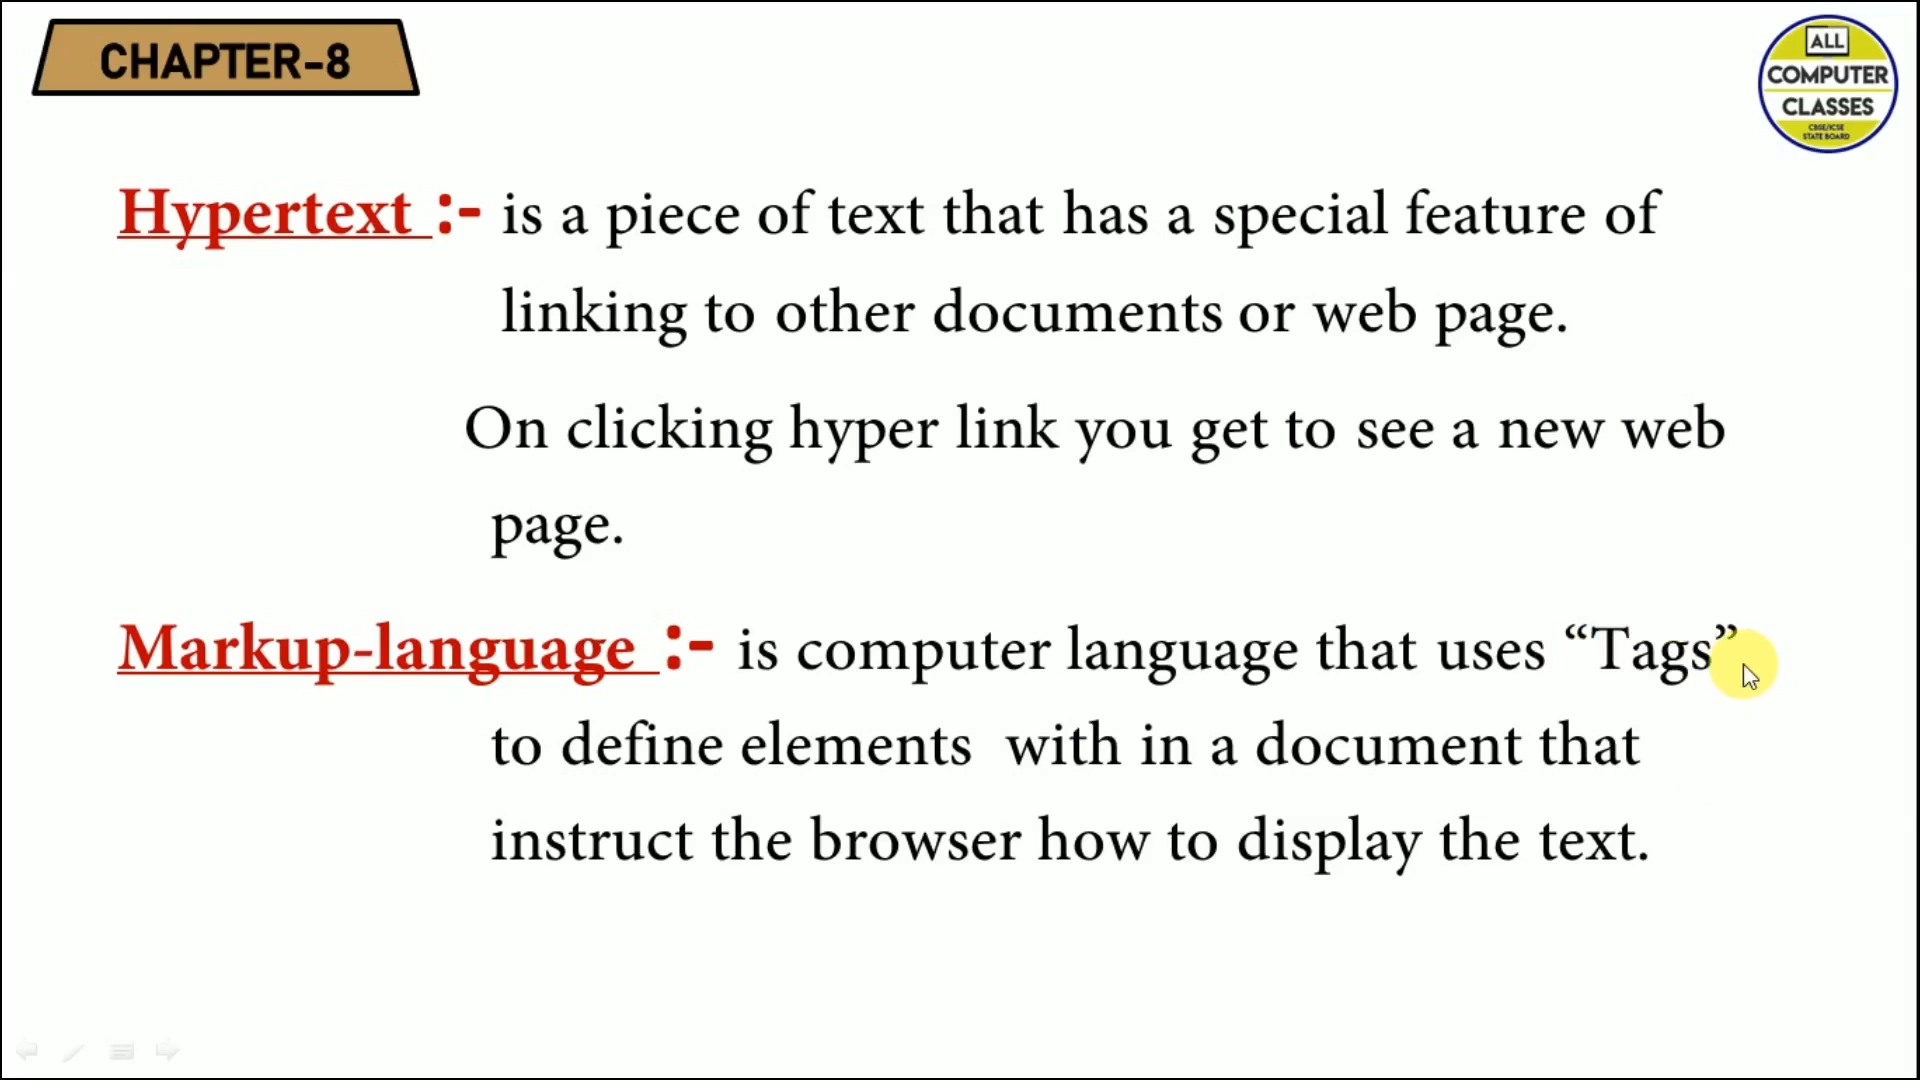 CHAPTER-8
ALL
COMPUTER
CLASSES
CBSE/ICSE
STATE BOARD
Hypertext :- is a piece of text that has a special feature of
linking to other documents or web page.
On clicking hyper link you get to see a new web
page.
Markup-language :- is computer language that uses “Tags”
to define elements with in a document that
instruct the browser how to display the text.